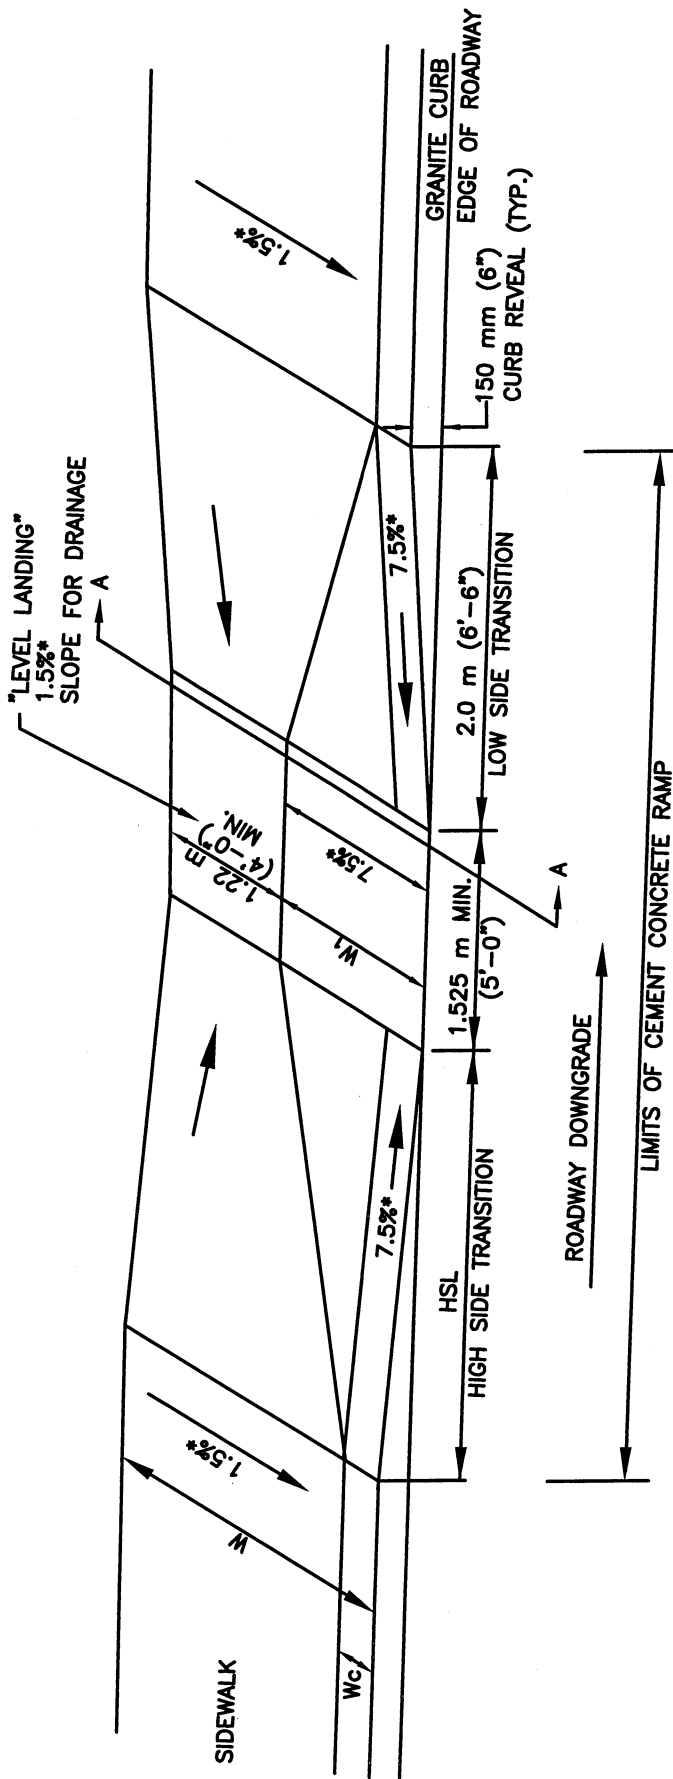 "LEVEL LANDING"
1.5%*
SLOPE FOR DRAINAGE
A
SIDEWALK
W
Wc
1.5%*
1.22 m
(4'-0")
MIN.
W1
7.5%*
1.5%*
7.5%*
7.5%*
HSL
HIGH SIDE TRANSITION
1.525 m MIN.
(5'-0")
2.0 m (6'-6")
LOW SIDE TRANSITION
A
150 mm (6")
CURB REVEAL (TYP.)
GRANITE CURB
EDGE OF ROADWAY
ROADWAY DOWNGRADE
LIMITS OF CEMENT CONCRETE RAMP